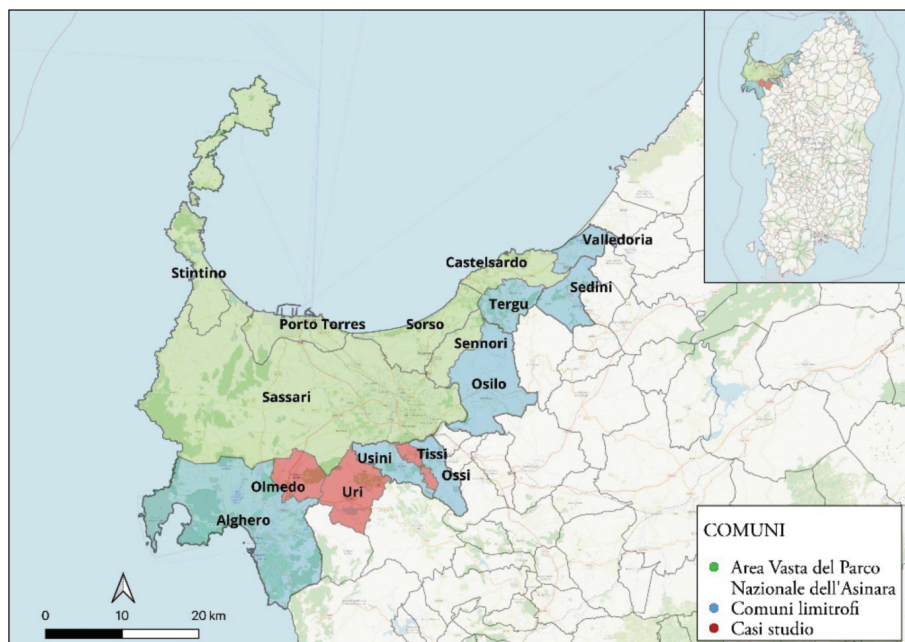 Valledoria
Castelsardo
Stintino
Sedini
Tergu
Porto Torres
Sorso
Sennori
Osilo
Sassari
Usini
Tissi
Ossi
Olmedo
Uri
Alghero
0 10 20 km
COMUNI
Area Vasta del Parco
Nazionale dell'Asinara
Comuni limitrofi
Casi studio